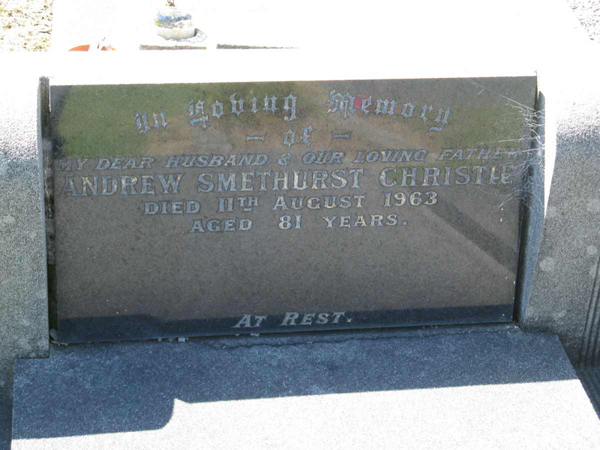 In Loving Memory
- of -
MY DEAR HUSBAND & OUR LOVING FATHER
ANDREW SMETHURST CHRISTIE
DIED 11TH AUGUST 1963
AGED 81 YEARS.
AT REST.